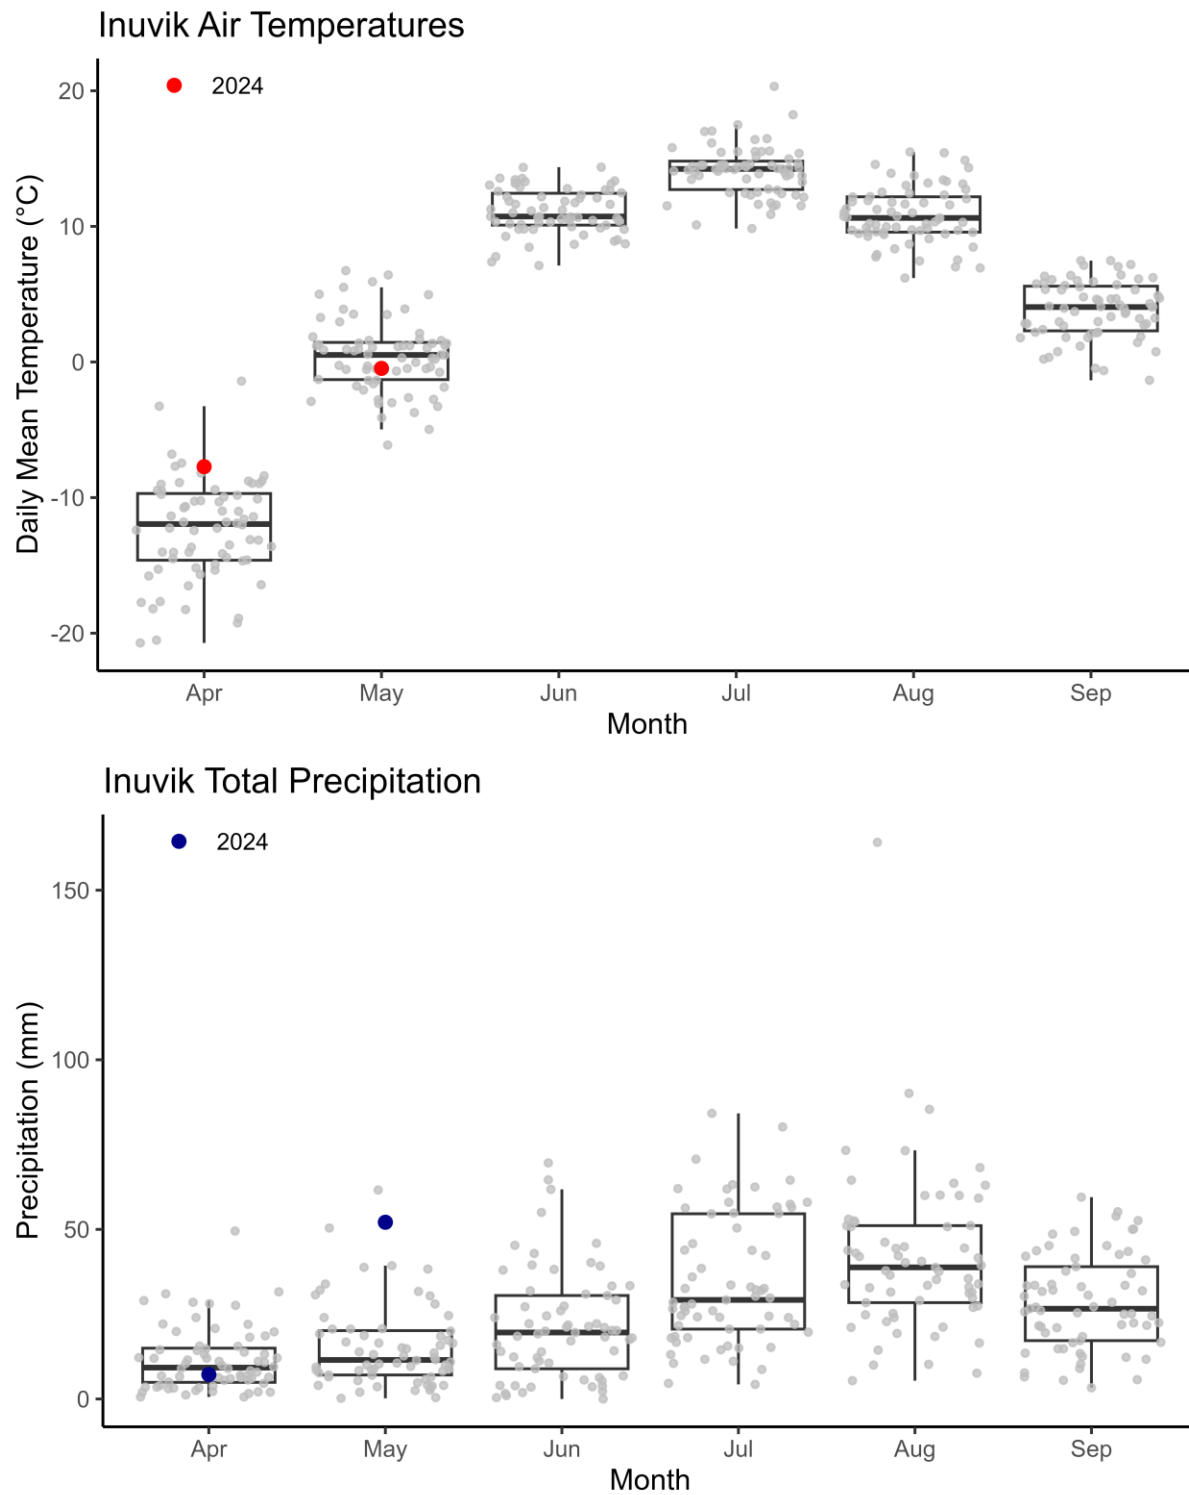 Inuvik Air Temperatures
2024
Daily Mean Temperature (°C)
20
10
0
-10
-20
Apr May Jun Jul Aug Sep
Month
Inuvik Total Precipitation
2024
Precipitation (mm)
150
100
50
0
Apr May Jun Jul Aug Sep
Month